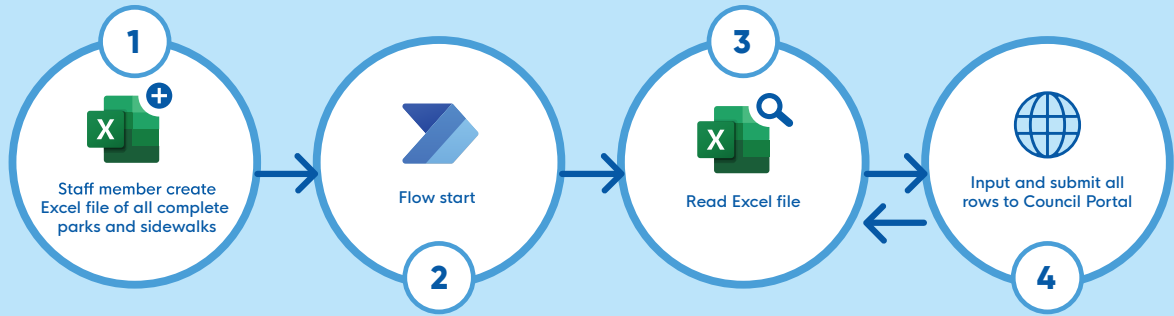 1
X
Staff member create
Excel file of all complete
parks and sidewalks
Flow start
2
3
X
Read Excel file
Input and submit all
rows to Council Portal
4